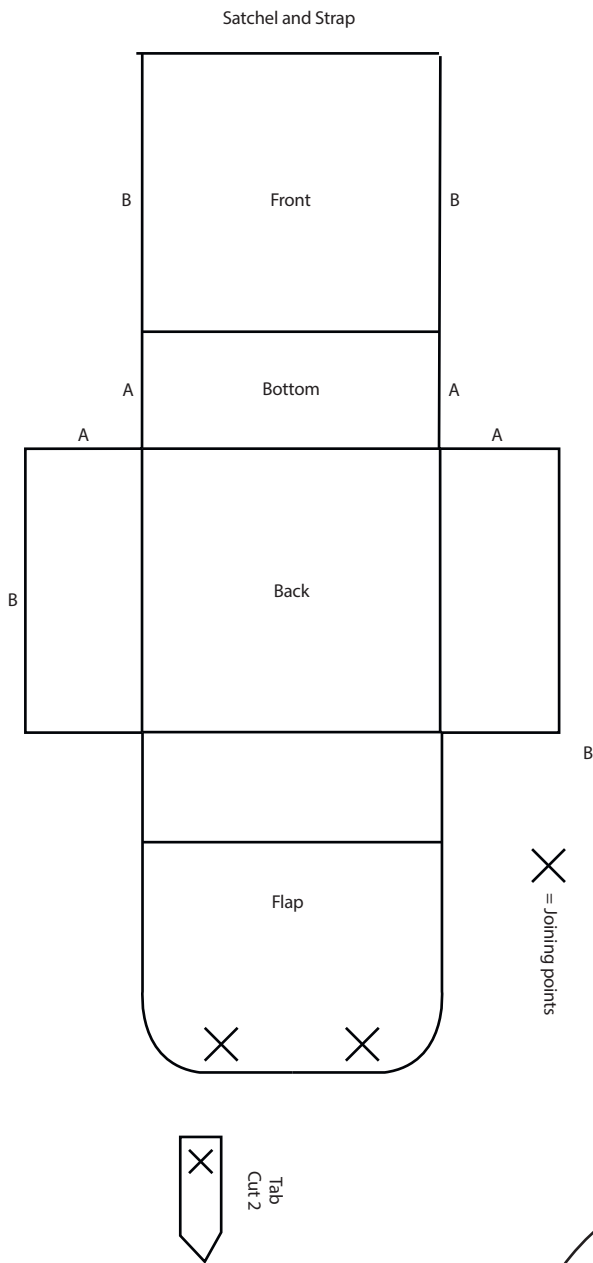 Satchel and Strap
B
Front
B
A
Bottom
A
A
A
B
Back
B
= Joining points
Flap
Tab
Cut 2